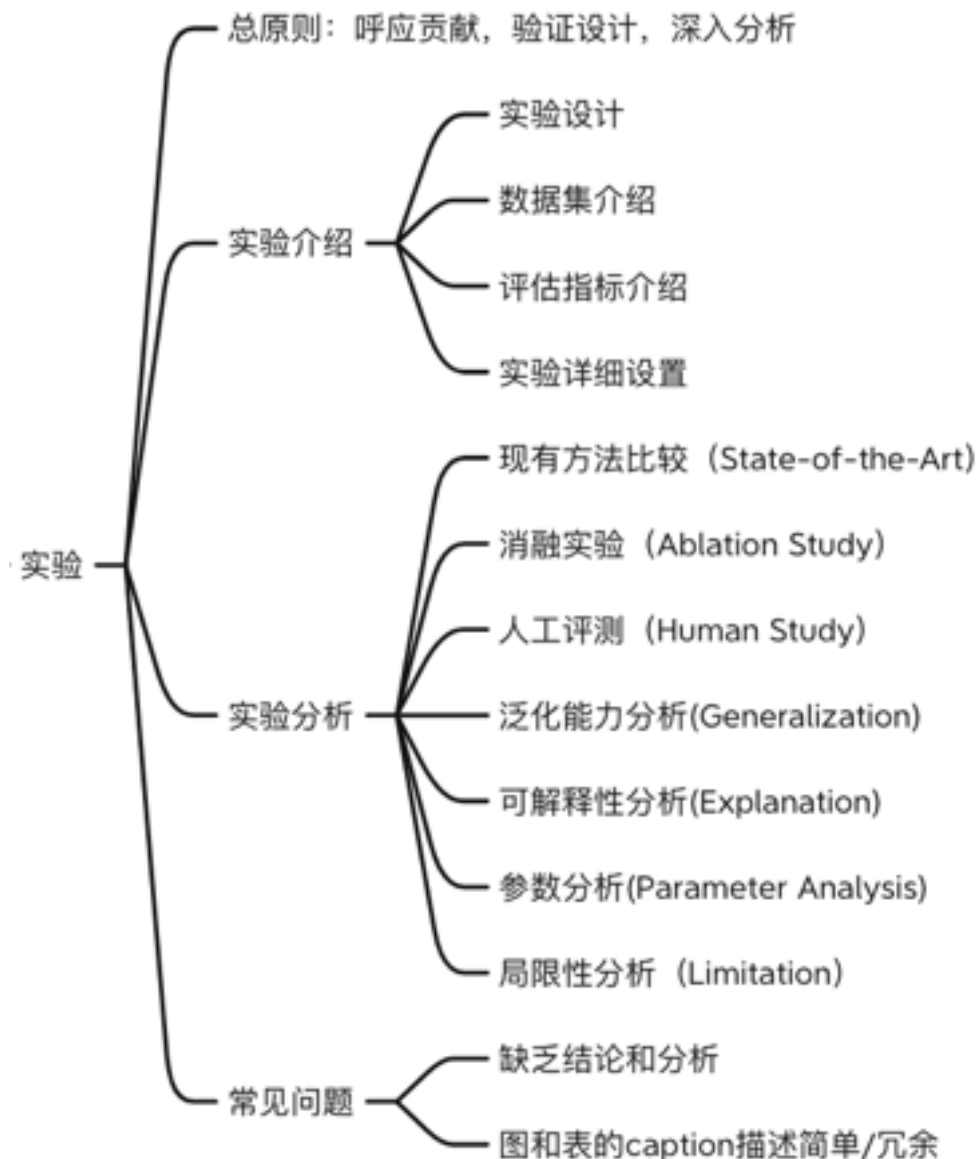 总原则：呼应贡献，验证设计，深入分析
实验设计
数据集介绍
实验介绍
评估指标介绍
实验详细设置
现有方法比较（State-of-the-Art）
消融实验（Ablation Study）
实验
人工评测（Human Study）
实验分析
泛化能力分析(Generalization)
可解释性分析(Explanation)
参数分析(Parameter Analysis)
局限性分析（Limitation）
缺乏结论和分析
常见问题
图和表的caption描述简单/冗余